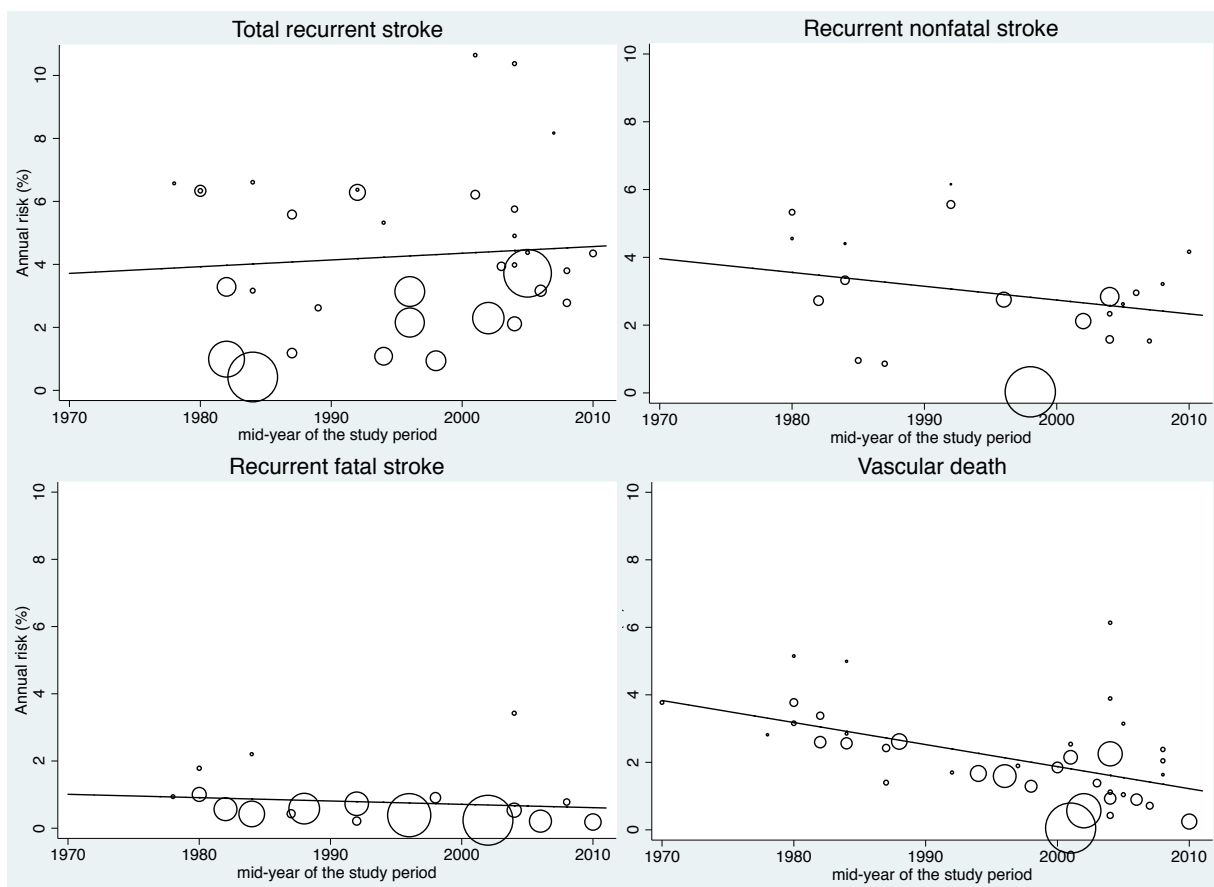 Total recurrent stroke
Annual risk (%)
10
8
6
4
2
0
1970 1980 1990 2000 2010
mid-year of the study period
Recurrent nonfatal stroke
10
8
6
4
2
0
1970 1980 1990 2000 2010
mid-year of the study period
Recurrent fatal stroke
Annual risk (%)
10
8
6
4
2
0
1970 1980 1990 2000 2010
mid-year of the study period
Vascular death
10
8
6
4
2
0
1970 1980 1990 2000 2010
mid-year of the study period